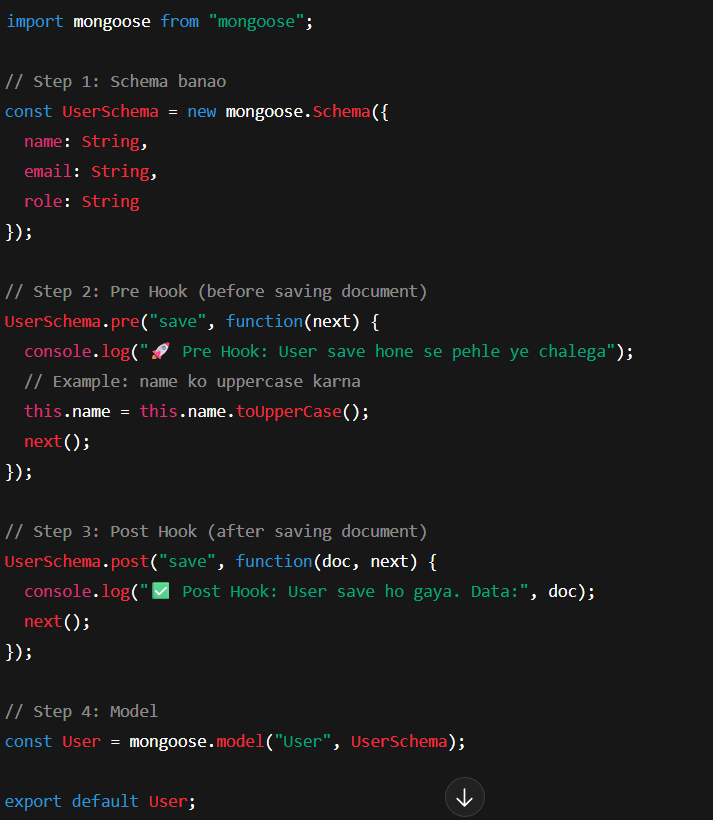 import mongoose from "mongoose";
// Step 1: Schema banao
const UserSchema = new mongoose.Schema({
  name: String,
  email: String,
  role: String
});
// Step 2: Pre Hook (before saving document)
UserSchema.pre("save", function(next) {
  console.log("🚀 Pre Hook: User save hone se pehle ye chalega");
  // Example: name ko uppercase karna
  this.name = this.name.toUpperCase();
  next();
});
// Step 3: Post Hook (after saving document)
UserSchema.post("save", function(doc, next) {
  console.log("✅ Post Hook: User save ho gaya. Data:", doc);
  next();
});
// Step 4: Model
const User = mongoose.model("User", UserSchema);
export default User;